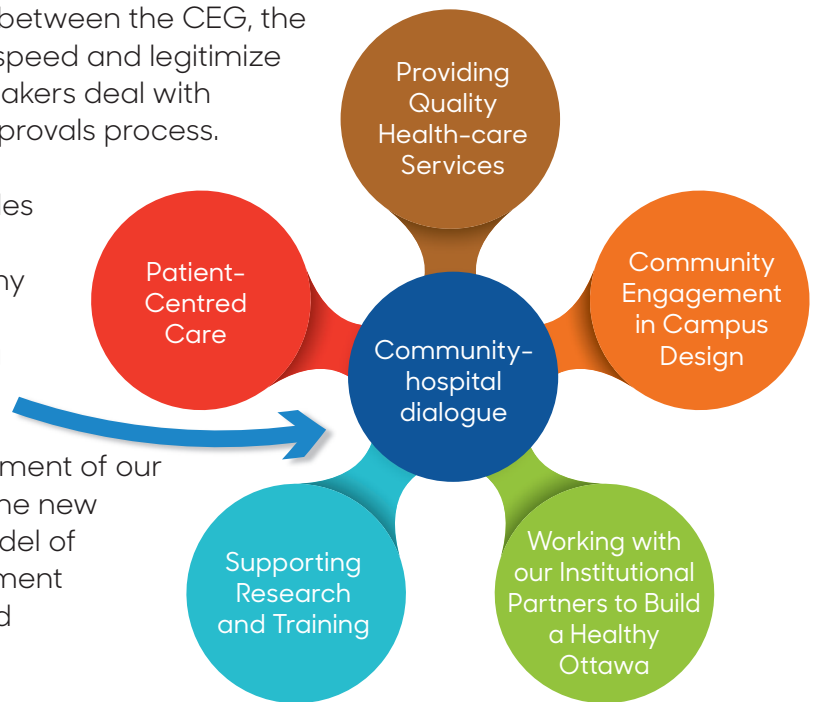 between the CEG, the
speed and legitimize
akers deal with
provals process.
les
ny
ment of our
he new
del of
ment
d
Providing
Quality
Health-care
Services
Patient-
Centred
Care
Community
Engagement
in Campus
Design
Community-
hospital
dialogue
Supporting
Research
and Training
Working with
our Institutional
Partners to Build
a Healthy
Ottawa